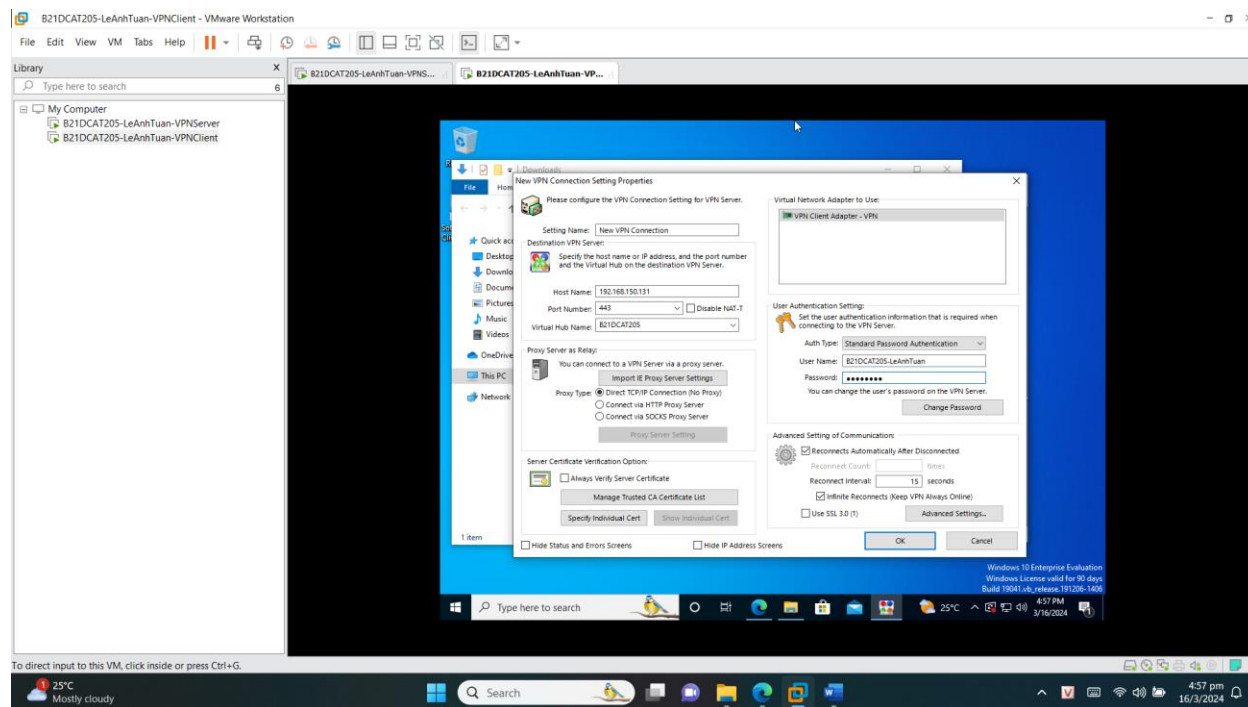 B21DCAT205-LeAnhTuan-VPNClient - VMware Workstation
File Edit View VM Tabs Help
Library
Type here to search
6
My Computer
B21DCAT205-LeAnhTuan-VPNServer
B21DCAT205-LeAnhTuan-VPNClient
B21DCAT205-LeAnhTuan-VPNS...
B21DCAT205-LeAnhTuan-VP...
Downloads
File Hom
Quick acc
Desktop
Downlo
Docume
Pictures
Music
Videos
OneDrive
This PC
Network
1 item
New VPN Connection Setting Properties
Please configure the VPN Connection Setting for VPN Server.
Setting Name: New VPN Connection
Destination VPN Server:
Specify the host name or IP address, and the port number
and the Virtual Hub on the destination VPN Server.
Host Name: 192.168.150.131
Port Number: 443 Disable NAT-T
Virtual Hub Name: B21DCAT205
Proxy Server as Relay:
You can connect to a VPN Server via a proxy server.
Import IE Proxy Server Settings
Proxy Type: Direct TCP/IP Connection (No Proxy)
Connect via HTTP Proxy Server
Connect via SOCKS Proxy Server
Proxy Server Setting
Server Certificate Verification Option:
Always Verify Server Certificate
Manage Trusted CA Certificate List
Specify Individual Cert Show Individual Cert
Hide Status and Errors Screens Hide IP Address Screens
Virtual Network Adapter to Use:
VPN Client Adapter - VPN
User Authentication Setting:
Set the user authentication information that is required when
connecting to the VPN Server.
Auth Type: Standard Password Authentication
User Name: B21DCAT205-LeAnhTuan
Password: ●●●●●●●●
You can change the user's password on the VPN Server.
Change Password
Advanced Setting of Communication:
Reconnects Automatically After Disconnected
Reconnect Count: times
Reconnect Interval: 15 seconds
Infinite Reconnects (Keep VPN Always Online)
Use SSL 3.0 (!) Advanced Settings...
OK Cancel
Windows 10 Enterprise Evaluation
Windows License valid for 90 days
Build 19041.vb_release.191206-1406
Type here to search
25°C
4:57 PM
3/16/2024
To direct input to this VM, click inside or press Ctrl+G.
1
25°C
Mostly cloudy
Search
V
4:57 pm
16/3/2024